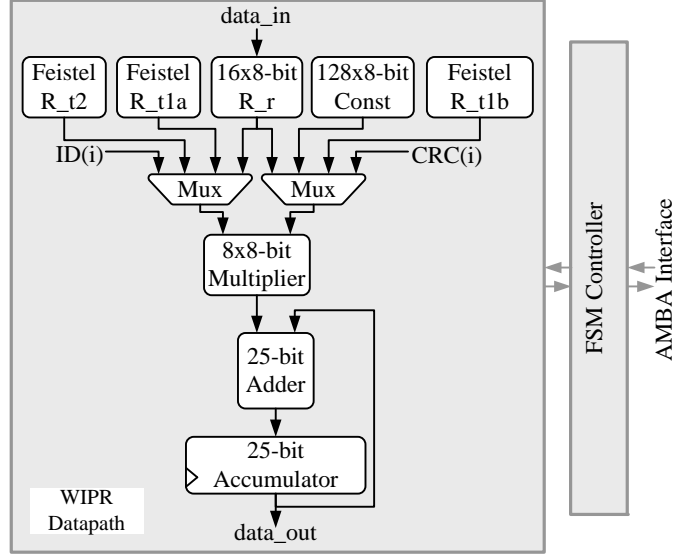 data_in
Feistel
R_t2
Feistel
R_t1a
16x8-bit
R_r
128x8-bit
Const
Feistel
R_t1b
ID(i)
CRC(i)
Mux
Mux
8x8-bit
Multiplier
25-bit
Adder
25-bit
Accumulator
WIPR
Datapath
data_out
FSM Controller
AMBA Interface